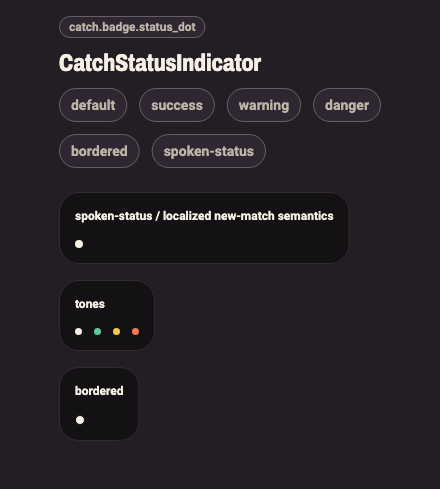 catch.badge.status_dot
CatchStatusIndicator
default success warning danger
bordered spoken-status
spoken-status / localized new-match semantics
tones
bordered